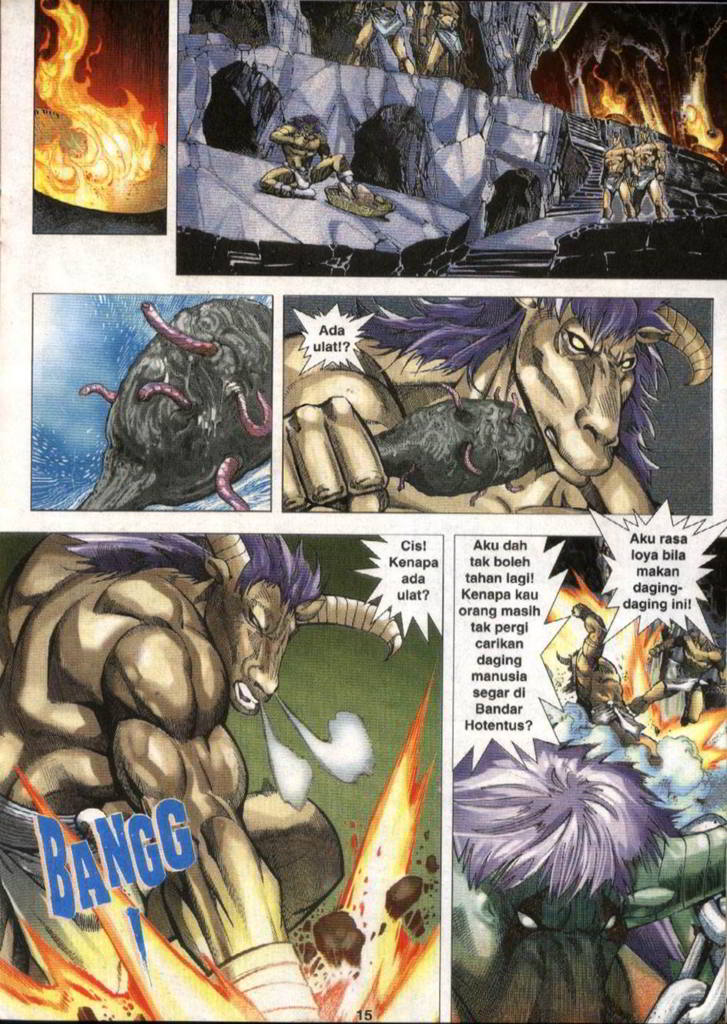 Ada
ulat!?
Cis!
Kenapa
ada
ulat?
Aku dah
tak boleh
tahan lagi!
Kenapa kau
orang masih
tak pergi
carikan
daging
manusia
segar di
Bandar
Hotentus?
Aku rasa
loya bila
makan
daging-
daging ini!
BANGG
!
15